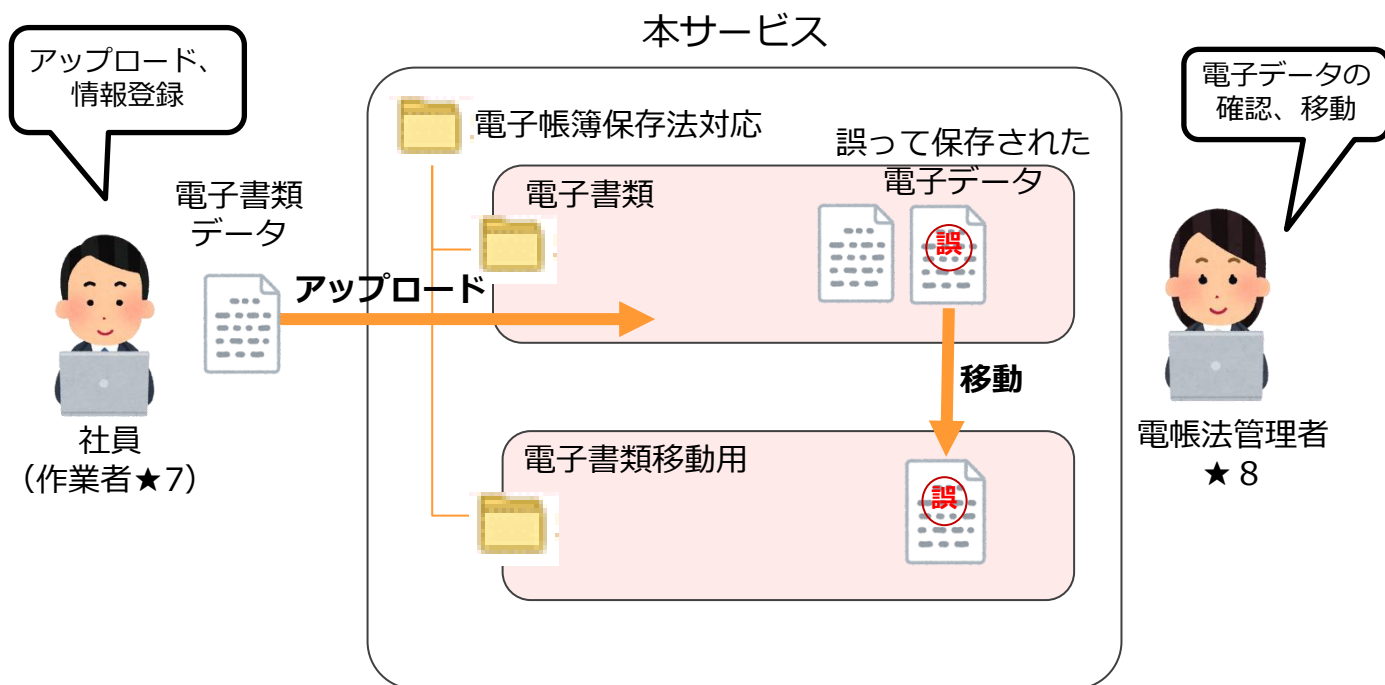 本サービス
アップロード、
情報登録
電子データの
確認、移動
電子帳簿保存法対応
誤って保存された
電子データ
電子書類
データ
電子書類
誤
アップロード
移動
社員
（作業者★7）
電子書類移動用
誤
電帳法管理者
★８